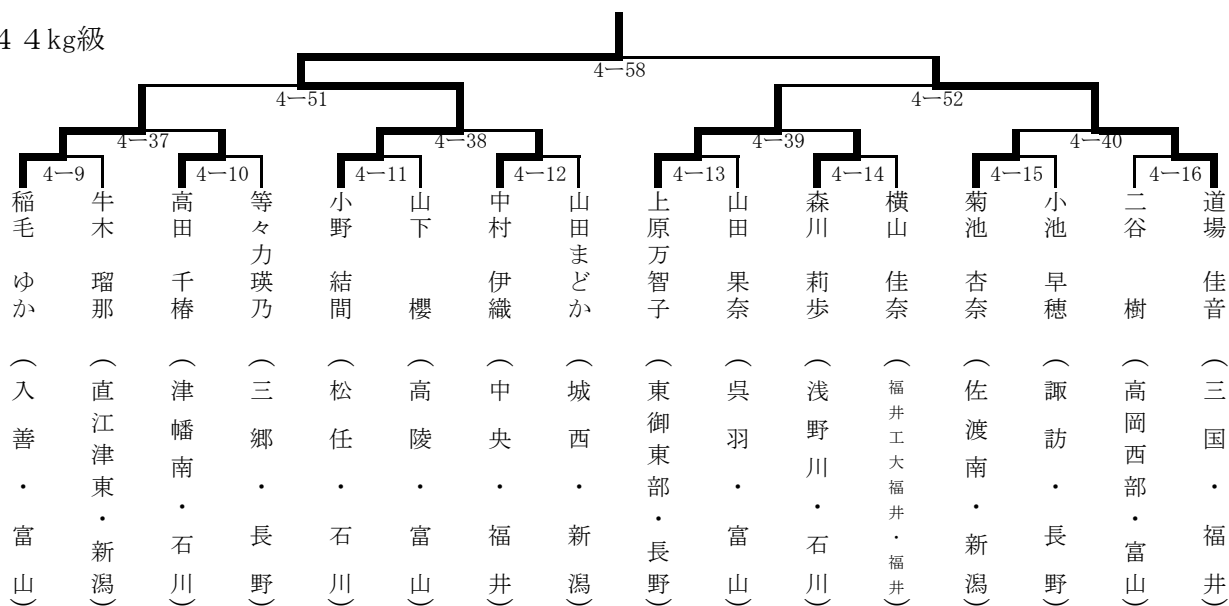 ４４kg級
4－58
4－51
4－52
4－37
4－38
4－39
4－40
4－9
4－10
4－11
4－12
4－13
4－14
4－15
4－16
稲毛 ゆか （入善・富山）
牛木 瑠那 （直江津東・新潟）
高田 千椿 （津幡南・石川）
等々力瑛乃 （三郷・長野）
小野 結間 （松任・石川）
山下 櫻 （高陵・富山）
中村 伊織 （中央・福井）
山田まどか （城西・新潟）
上原万智子 （東御東部・長野）
山田 果奈 （呉羽・富山）
森川 莉歩 （浅野川・石川）
横山 佳奈 （福井工大福井・福井）
菊池 杏奈 （佐渡南・新潟）
小池 早穂 （諏訪・長野）
二谷 樹 （高岡西部・富山）
道場 佳音 （三国・福井）